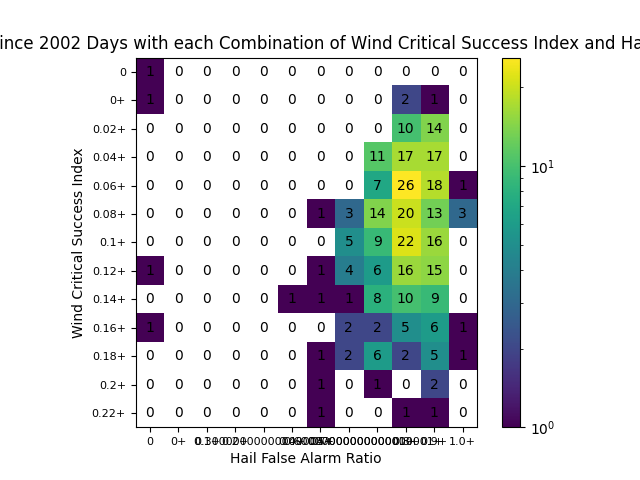 ince 2002 Days with each Combination of Wind Critical Success Index and Ha
Wind Critical Success Index
0 1 0 0 0 0 0 0 0 0 0 0 0
0+ 1 0 0 0 0 0 0 0 0 2 1 0
0.02+ 0 0 0 0 0 0 0 0 0 10 14 0
0.04+ 0 0 0 0 0 0 0 0 11 17 17 0
0.06+ 0 0 0 0 0 0 0 0 7 26 18 1
0.08+ 0 0 0 0 0 0 1 3 14 20 13 3
0.1+ 0 0 0 0 0 0 0 5 9 22 16 0
0.12+ 1 0 0 0 0 0 1 4 6 16 15 0
0.14+ 0 0 0 0 0 1 1 1 8 10 9 0
0.16+ 1 0 0 0 0 0 0 2 2 5 6 1
0.18+ 0 0 0 0 0 0 1 2 6 2 5 1
0.2+ 0 0 0 0 0 0 1 0 1 0 2 0
0.22+ 0 0 0 0 0 0 1 0 0 1 1 0
0 0+ 1.0+
Hail False Alarm Ratio
10^1
10^0